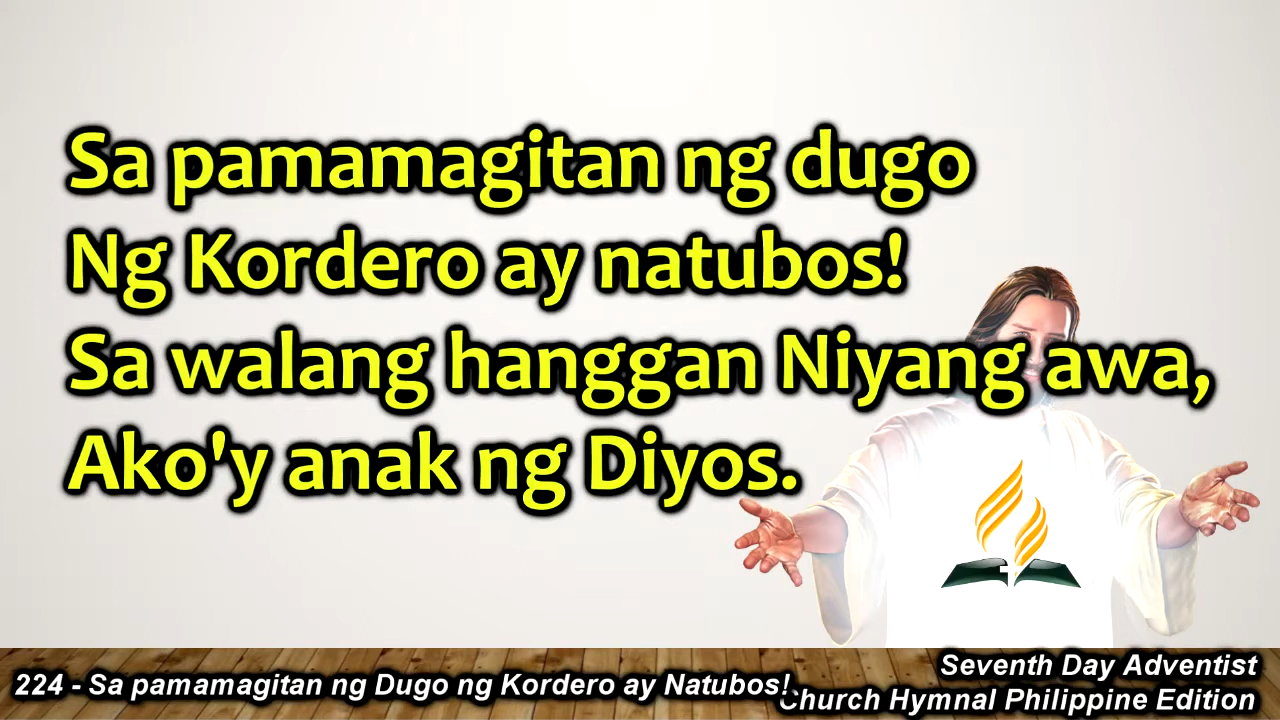 Sa pamamagitan ng dugo
Ng Kordero ay natubos!
Sa walang hanggan Niyang awa,
Ako'y anak ng Diyos.
224 - Sa pamamagitan ng Dugo ng Kordero ay Natubos!
Seventh Day Adventist
Church Hymnal Philippine Edition